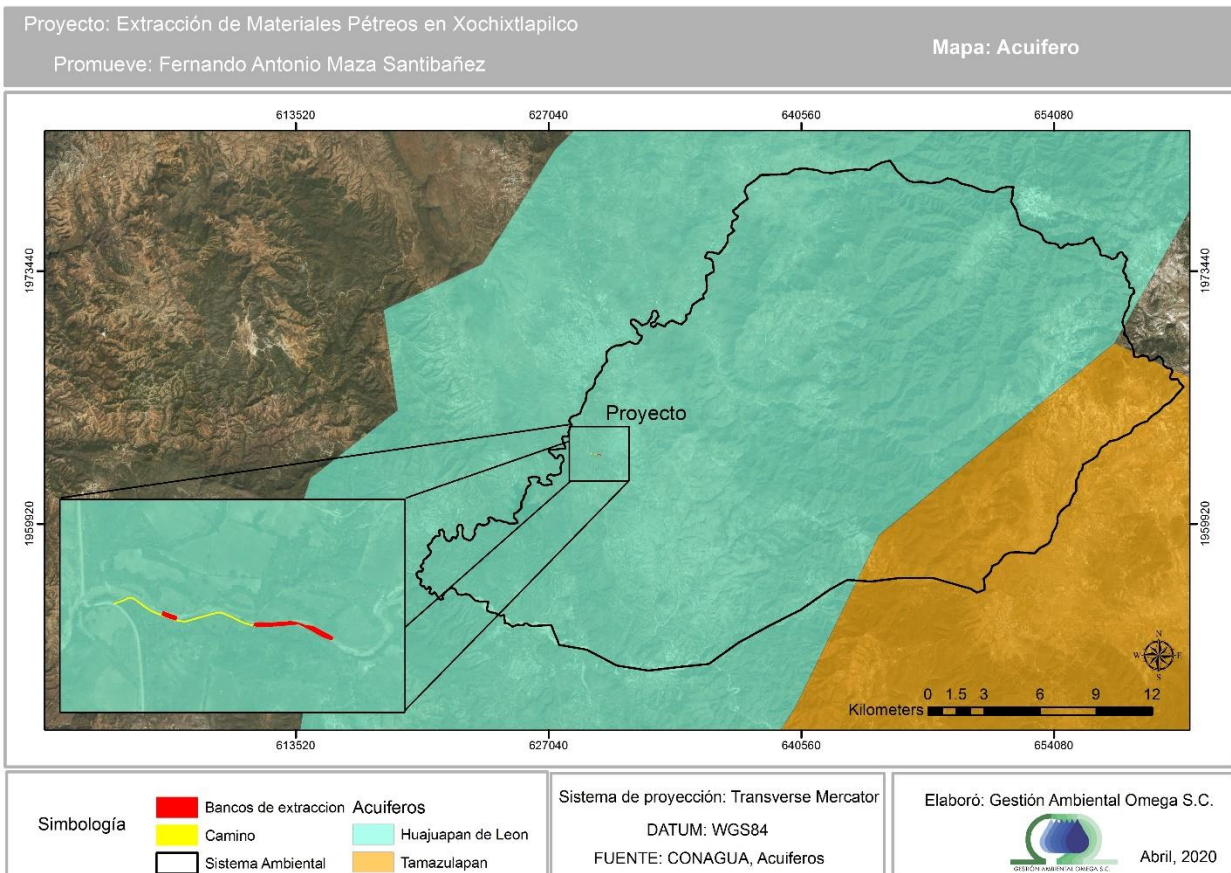 Proyecto: Extracción de Materiales Pétreos en Xochixtlapilco
Promueve: Fernando Antonio Maza Santibañez
Mapa: Acuifero
613520 627040 640560 654080
1973440 1973440
Proyecto
1959920 1959920
N
W E
S
0 1.5 3 6 9 12
Kilometers
613520 627040 640560 654080
Simbología
Bancos de extraccion
Camino
Sistema Ambiental
Acuiferos
Huajuapan de Leon
Tamazulapan
Sistema de proyección: Transverse Mercator
DATUM: WGS84
FUENTE: CONAGUA, Acuiferos
Elaboró: Gestión Ambiental Omega S.C.
GESTIÓN AMBIENTAL OMEGA S.C.
Abril, 2020